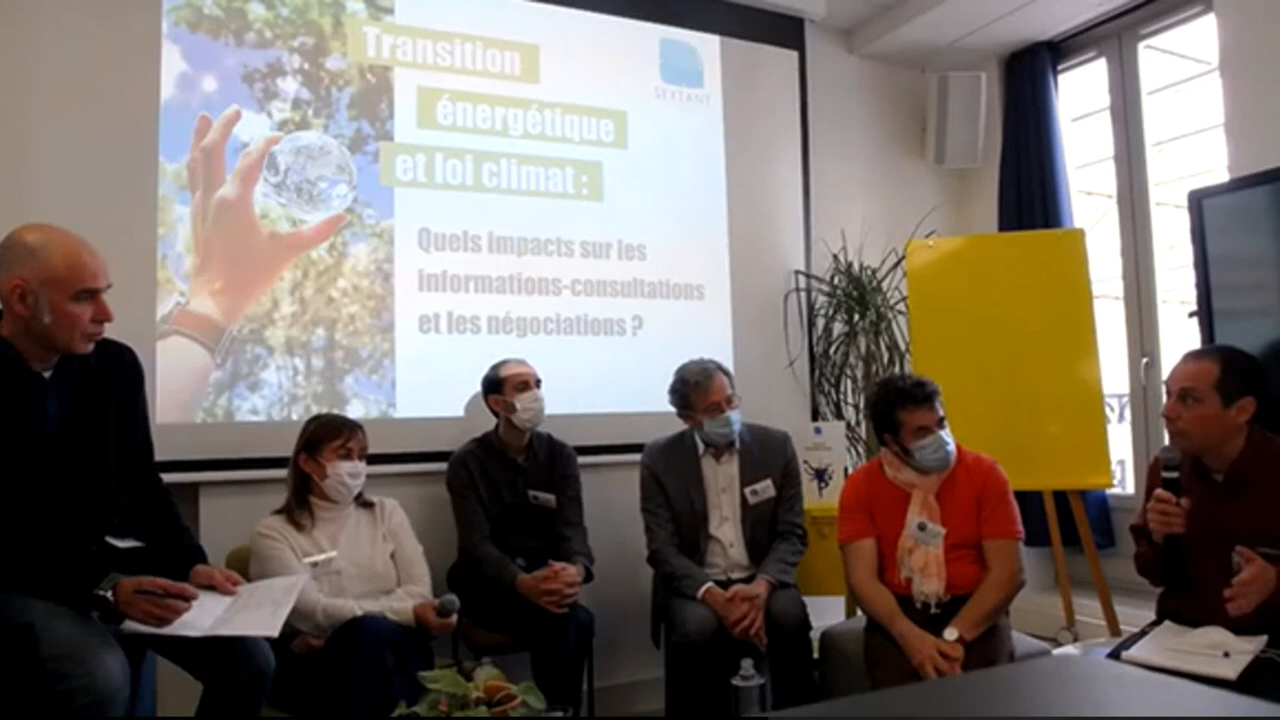 Transition
énergétique
et loi climat :
SEXTANT
Quels impacts sur les
informations-consultations
et les négociations ?